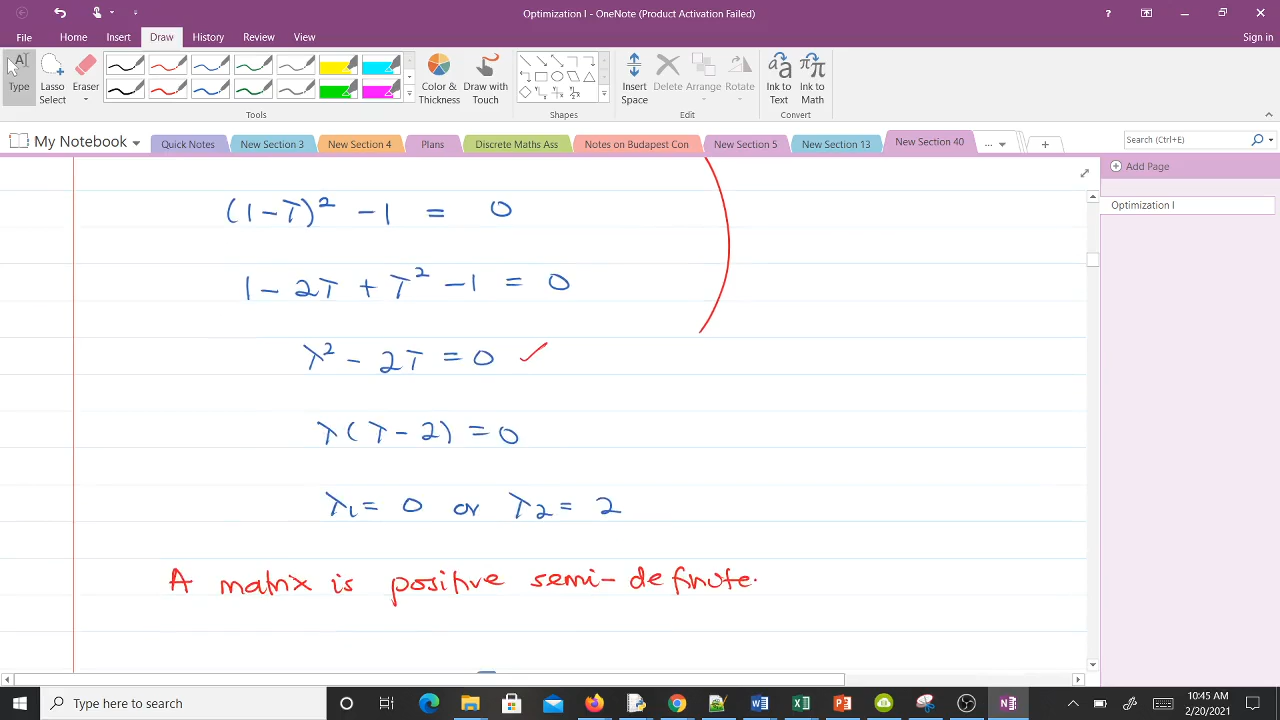 Optimization I - OneNote (Product Activation Failed)
?
File Home Insert Draw History Review View Sign in
Type Lasso Select Eraser Color & Thickness Draw with Touch Insert Space Delete Arrange Rotate Ink to Text Ink to Math
Tools Shapes Edit Convert
My Notebook Quick Notes New Section 3 New Section 4 Plans Discrete Maths Ass Notes on Budapest Con New Section 5 New Section 13 New Section 40 ... + Search (Ctrl+E)
Add Page
Optimization I
(1-λ)² -1 = 0
1 - 2λ + λ² -1 = 0
λ² - 2λ = 0 ✓
λ(λ-2) = 0
λ1 = 0 or λ2 = 2
A matrix is positive semi-definite.
Type here to search
10:45 AM
2/20/2021